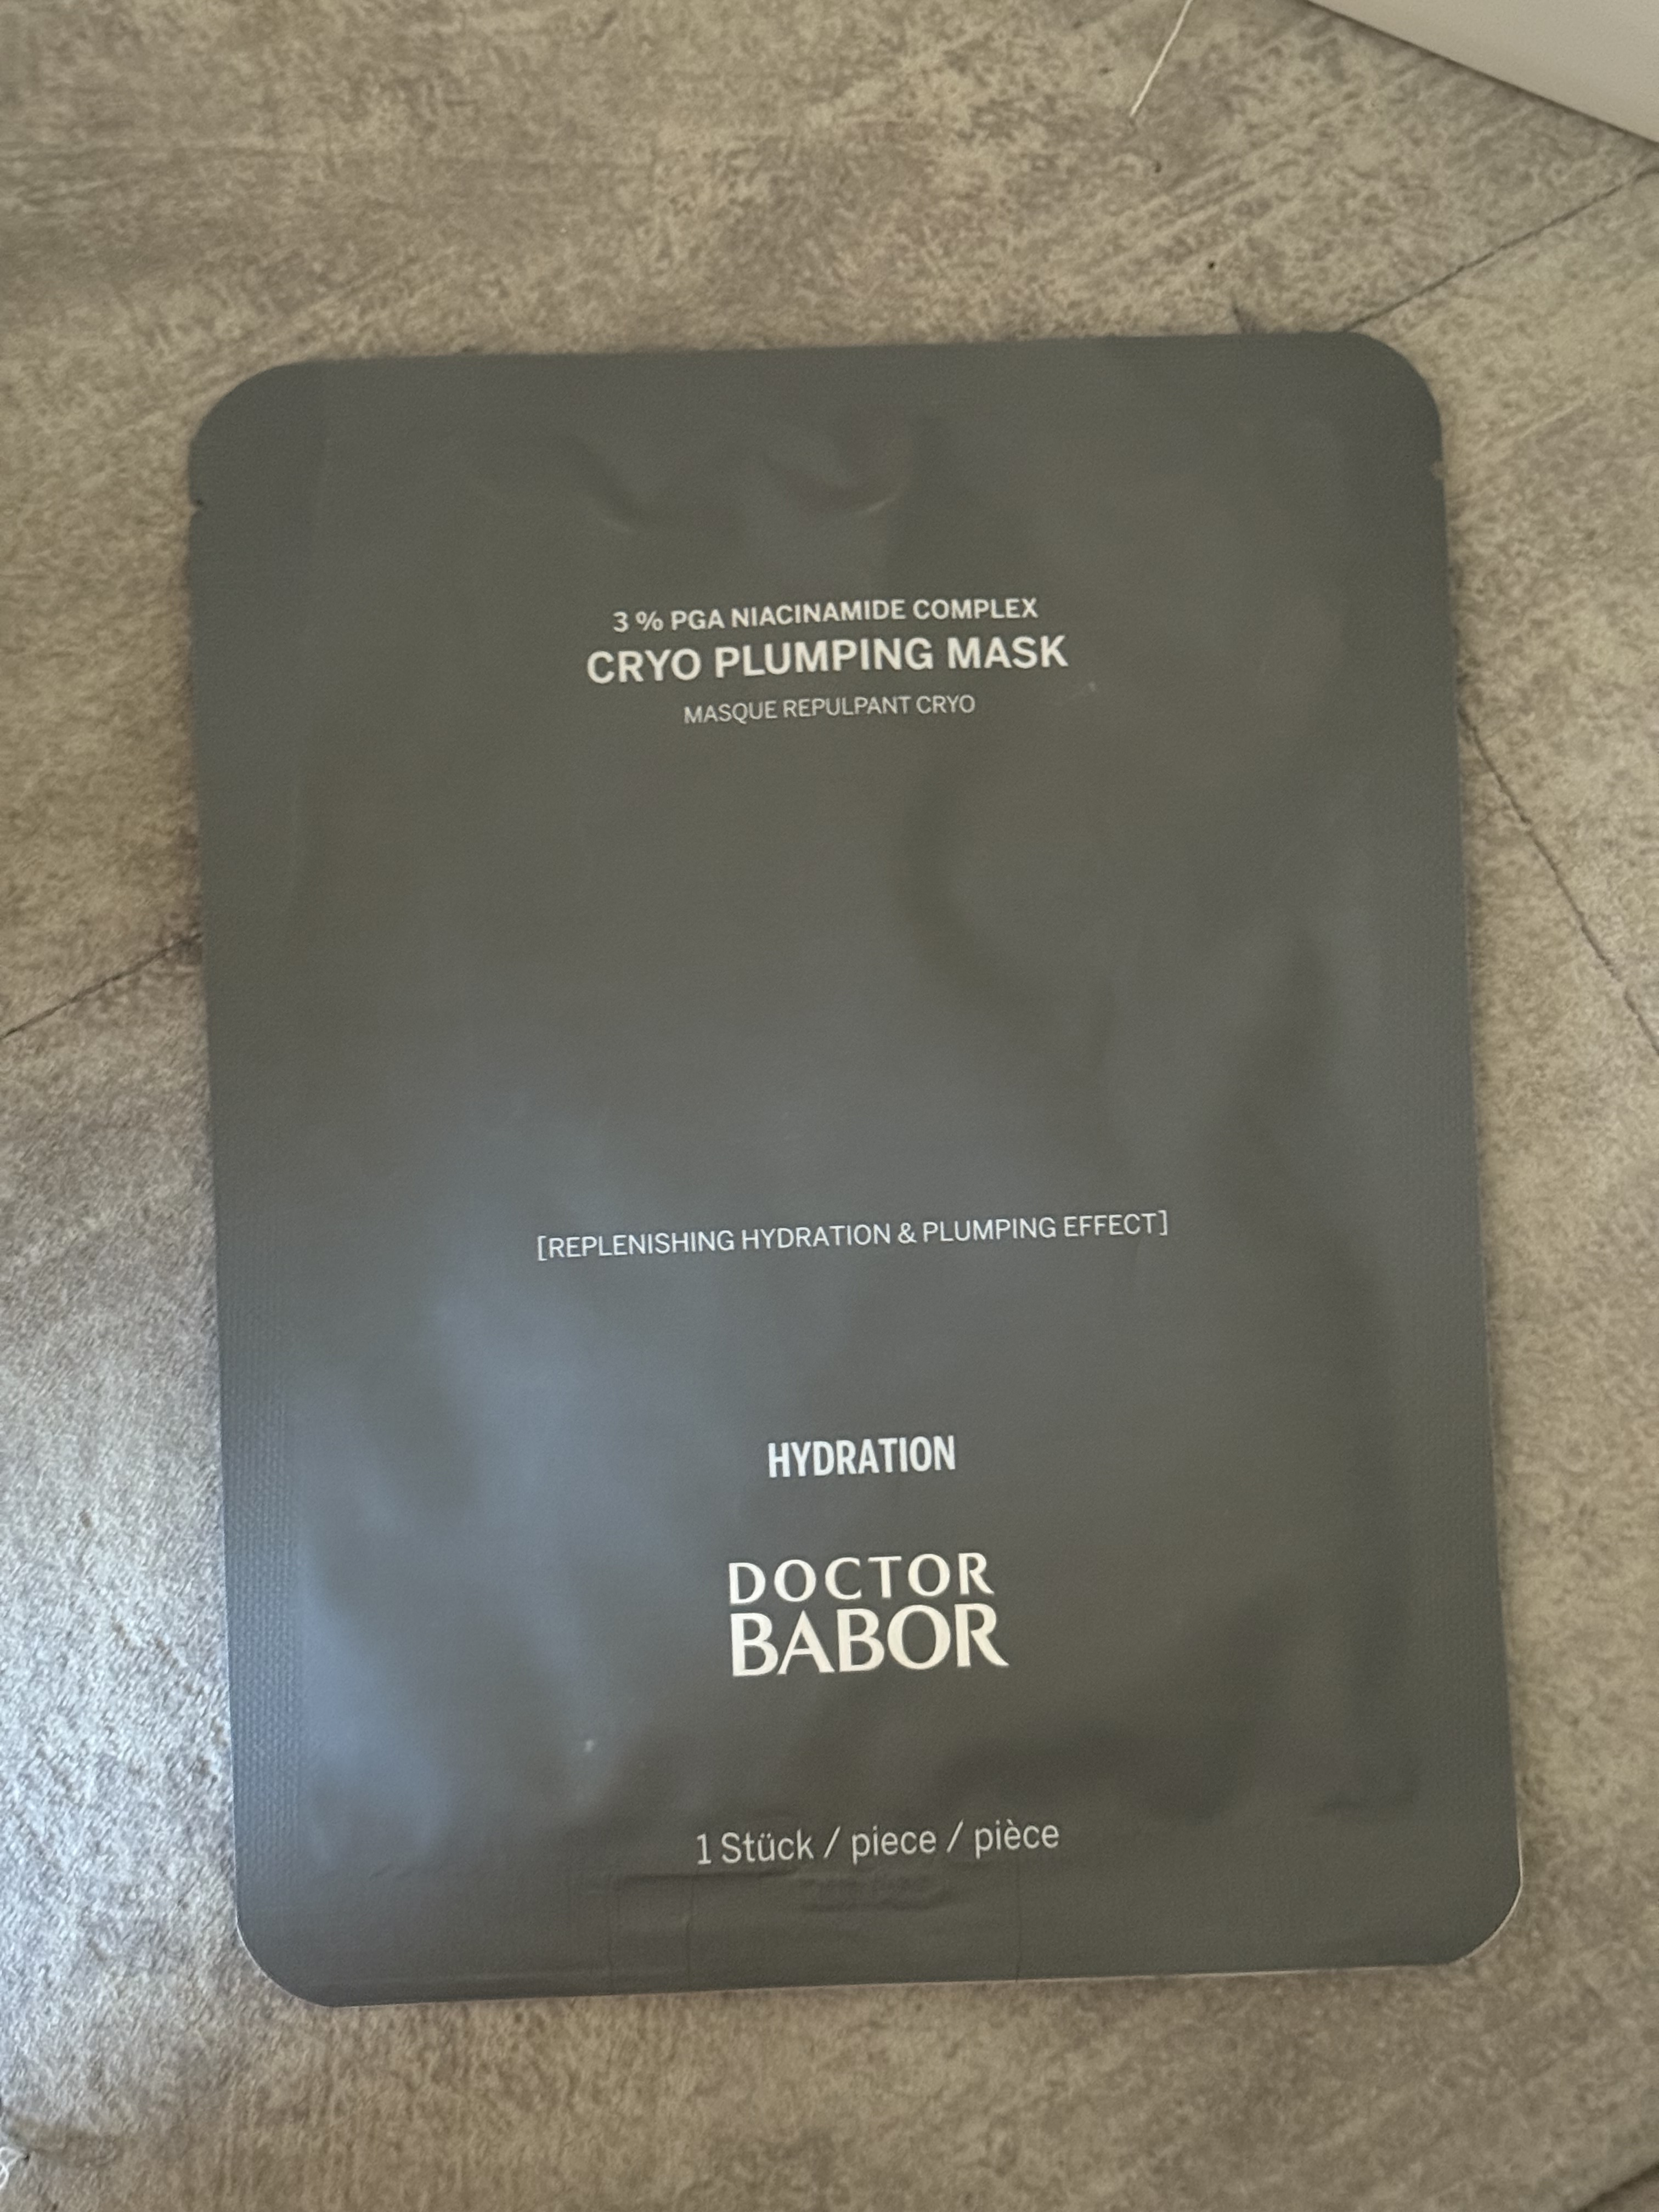 3 % PGA NIACINAMIDE COMPLEX
CRYO PLUMPING MASK
MASQUE REPULPANT CRYO
[REPLENISHING HYDRATION & PLUMPING EFFECT]
HYDRATION
DOCTOR
BABOR
1 Stück / piece / pièce